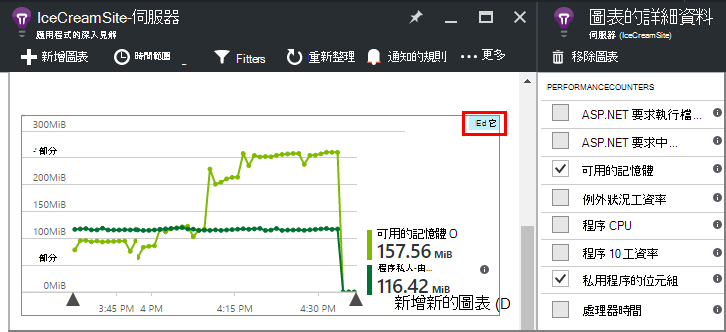 IceCreamSite-伺服器
應用程式的深入見解
新增圖表
時間範圍
Fitters
重新整理
通知的規則
更多
Ed 它
300MiB
部分
200MiB
150MiB
100MiB
部分
0MiB
3:45 PM 4 PM
4:15 PM
4:30 PM
可用的記憶體 O
157.56 MiB
程序私人-由...
116.42 MiB
新增新的圖表 (D
圖表的詳細資料
伺服器 (IceCreamSite)
移除圖表
PERFORMANCECOUNTERS
ASP.NET 要求執行檔...
ASP.NET 要求中...
可用的記憶體
例外狀況工資率
程序 CPU
程序 10 工資率
私用程序的位元組
處理器時間